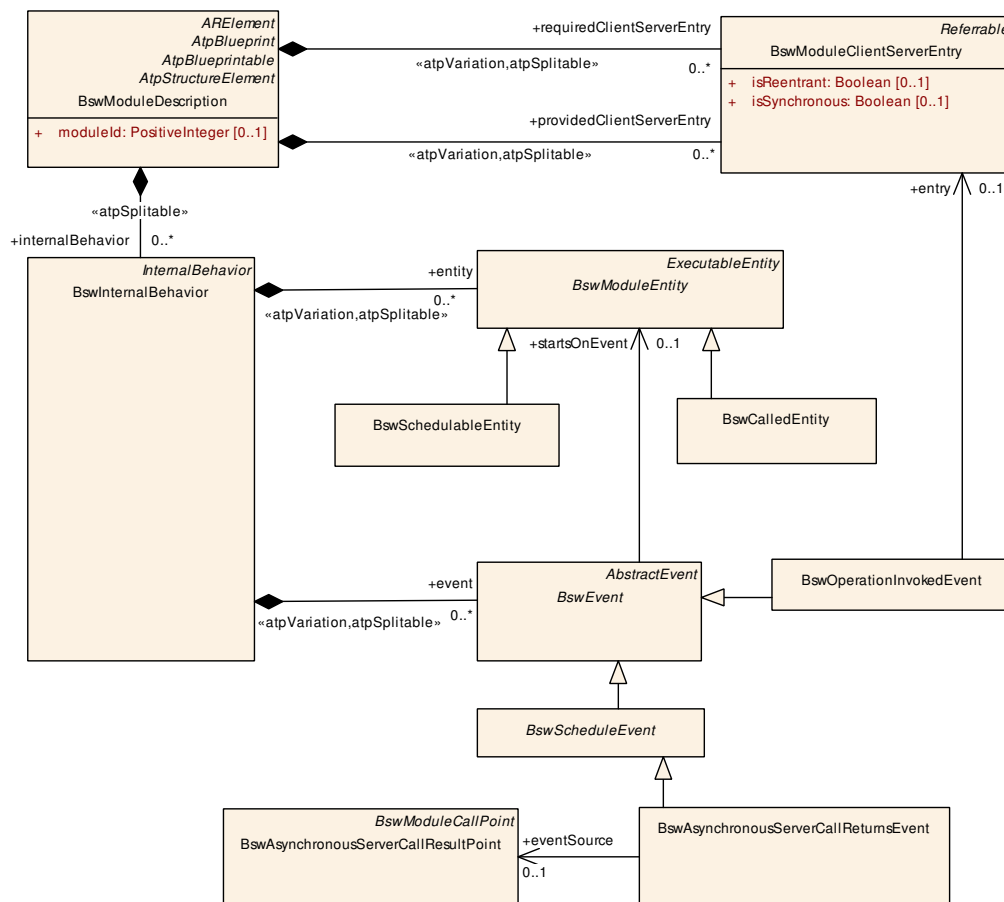 ARElement
AtpBlueprint
AtpBlueprintable
AtpStructureElement
BswModuleDescription
+ moduleId: PositiveInteger [0..1]
+requiredClientServerEntry
«atpVariation,atpSplitable»
0..*
Referrable
BswModuleClientServerEntry
+ isReentrant: Boolean [0..1]
+ isSynchronous: Boolean [0..1]
+providedClientServerEntry
«atpVariation,atpSplitable»
0..*
«atpSplitable»
+internalBehavior
0..*
+entry
0..1
InternalBehavior
BswInternalBehavior
+entity
0..*
«atpVariation,atpSplitable»
ExecutableEntity
BswModuleEntity
+startsOnEvent
0..1
BswSchedulableEntity
BswCalledEntity
+event
0..*
«atpVariation,atpSplitable»
AbstractEvent
BswEvent
BswOperationInvokedEvent
BswScheduleEvent
BswModuleCallPoint
BswAsynchronousServerCallResultPoint
+eventSource
0..1
BswAsynchronousServerCallReturnsEvent